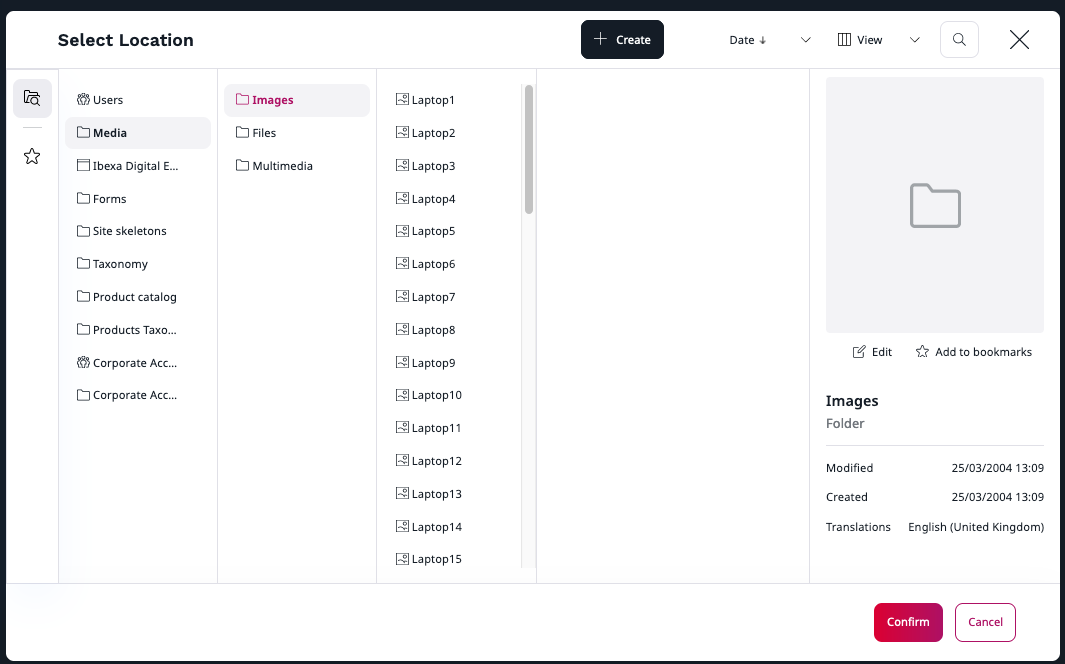 Select Location
Create
Date
View
Users
Media
Ibexa Digital E...
Forms
Site skeletons
Taxonomy
Product catalog
Products Taxo...
Corporate Acc...
Corporate Acc...
Images
Files
Multimedia
Laptop1
Laptop2
Laptop3
Laptop4
Laptop5
Laptop6
Laptop7
Laptop8
Laptop9
Laptop10
Laptop11
Laptop12
Laptop13
Laptop14
Laptop15
Edit
Add to bookmarks
Images
Folder
Modified 25/03/2004 13:09
Created 25/03/2004 13:09
Translations English (United Kingdom)
Confirm
Cancel